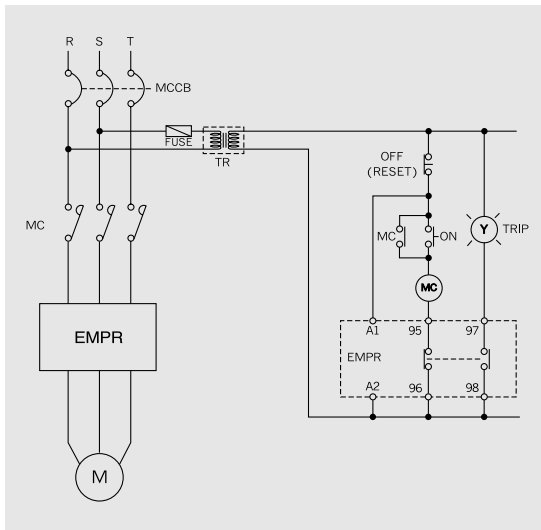 R S T
MCCB
FUSE
TR
OFF
(RESET)
MC
MC
ON
Y
TRIP
MC
EMPR
A1
95
97
EMPR
A2
96
98
M